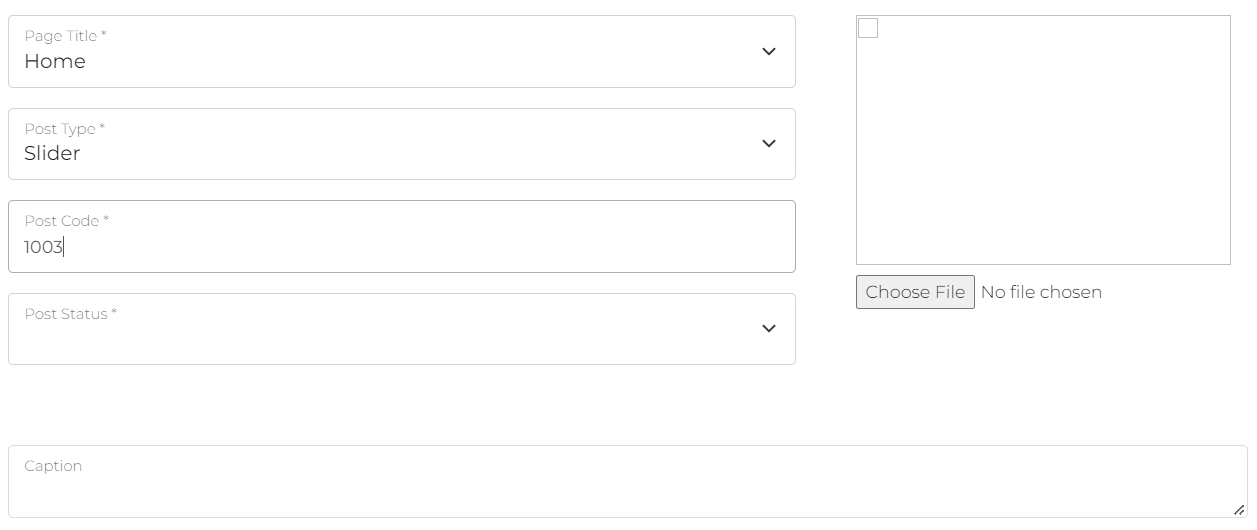 Page Title *
Home
Post Type *
Slider
Post Code *
1003
Post Status *
Choose File No file chosen
Caption